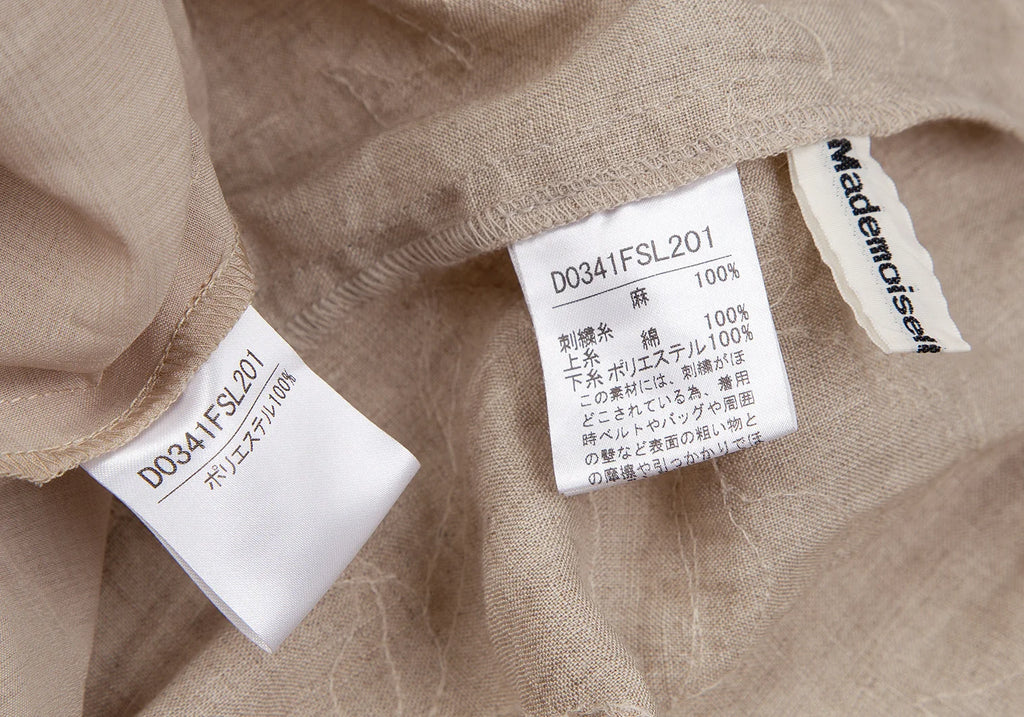 D0341FSL201
ポリエステル100%
D0341FSL201
麻 100%
刺繍糸
上糸 綿 100%
下糸 ポリエステル100%
この素材には、刺繍がほ
どこされている為、着用
時ベルトやバッグや周囲
の壁など表面の粗い物と
の摩擦や引っかかりでほ
Mademoisel